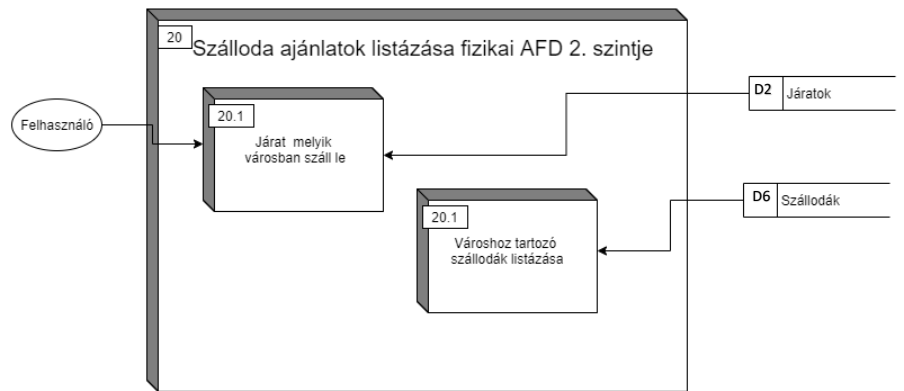 20
Szálloda ajánlatok listázása fizikai AFD 2. szintje
Felhasználó
20.1
Járat melyik
városban száll le
D2
Járatok
20.1
Városhoz tartozó
szállodák listázása
D6
Szállodák